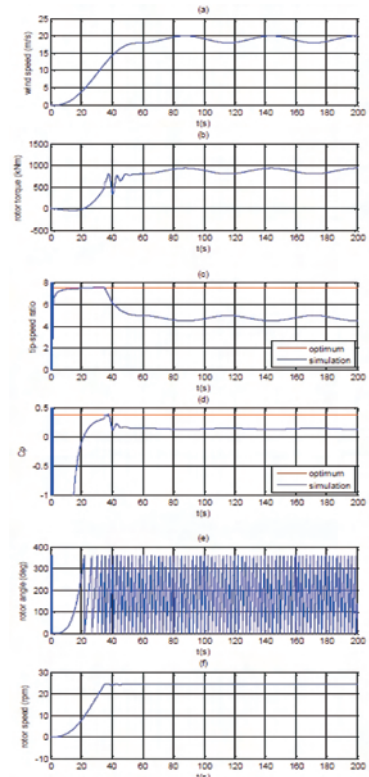 (a)
25
20
15
10
5
0
wind speed (m/s)
0 20 40 60 80 100 120 140 160 180 200
t(s)
(b)
1500
1000
500
0
-500
rotor torque (kNm)
0 20 40 60 80 100 120 140 160 180 200
t(s)
(c)
8
6
4
2
tip-speed ratio
optimum
simulation
0 20 40 60 80 100 120 140 160 180 200
t(s)
(d)
0.5
0
-0.5
-1
Cp
optimum
simulation
0 20 40 60 80 100 120 140 160 180 200
t(s)
(e)
400
300
200
100
0
rotor angle (deg)
0 20 40 60 80 100 120 140 160 180 200
t(s)
(f)
30
20
10
0
-10
rotor speed (rpm)
0 20 40 60 80 100 120 140 160 180 200
t(s)